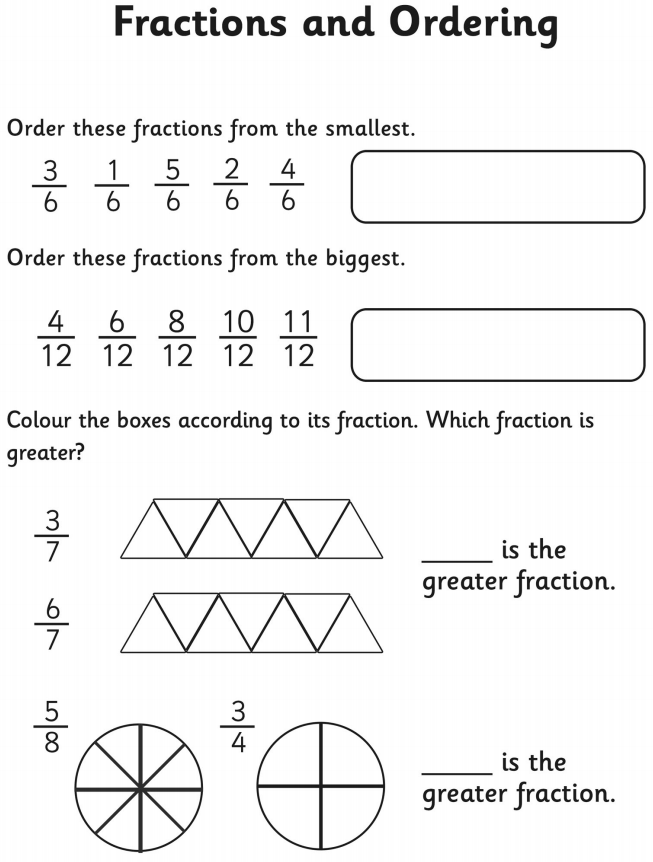 Fractions and Ordering
Order these fractions from the smallest.
3/6 1/6 5/6 2/6 4/6
Order these fractions from the biggest.
4/12 6/12 8/12 10/12 11/12
Colour the boxes according to its fraction. Which fraction is
greater?
3/7
6/7
_____ is the
greater fraction.
5/8 3/4
_____ is the
greater fraction.